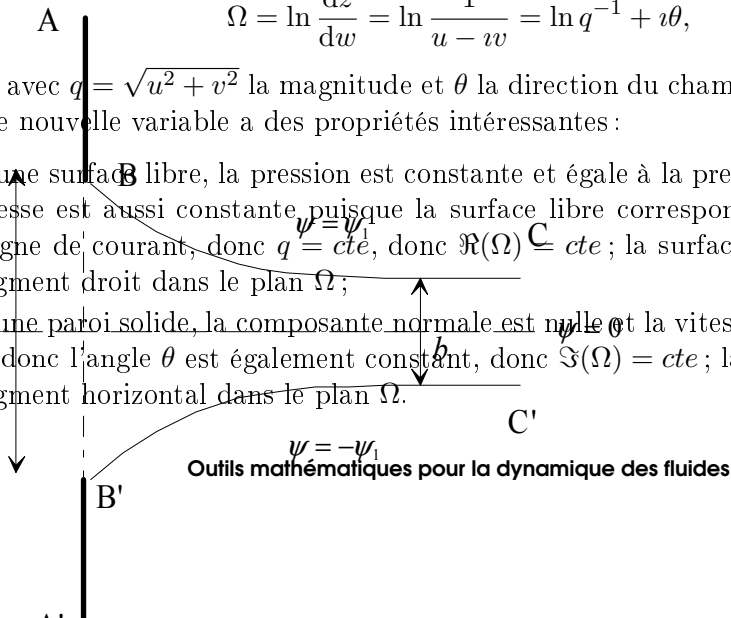 A
Ω = ln dz/dw = ln 1/(u − ıv) = ln q⁻¹ + ıθ,
avec q = √(u² + v²) la magnitude et θ la direction du cham
e nouvelle variable a des propriétés intéressantes :
une surface libre, la pression est constante et égale à la pre
B
esse est aussi constante puisque la surface libre correspon
ψ = ψ₁
C
gne de courant, donc q = cte, donc ℜ(Ω) = cte ; la surfac
gment droit dans le plan Ω ;
une paroi solide, la composante normale est nulle et la vites
ψ = 0
b
donc l'angle θ est également constant, donc ℑ(Ω) = cte ; la
gment horizontal dans le plan Ω.
C'
ψ = −ψ₁
Outils mathématiques pour la dynamique des fluides
B'